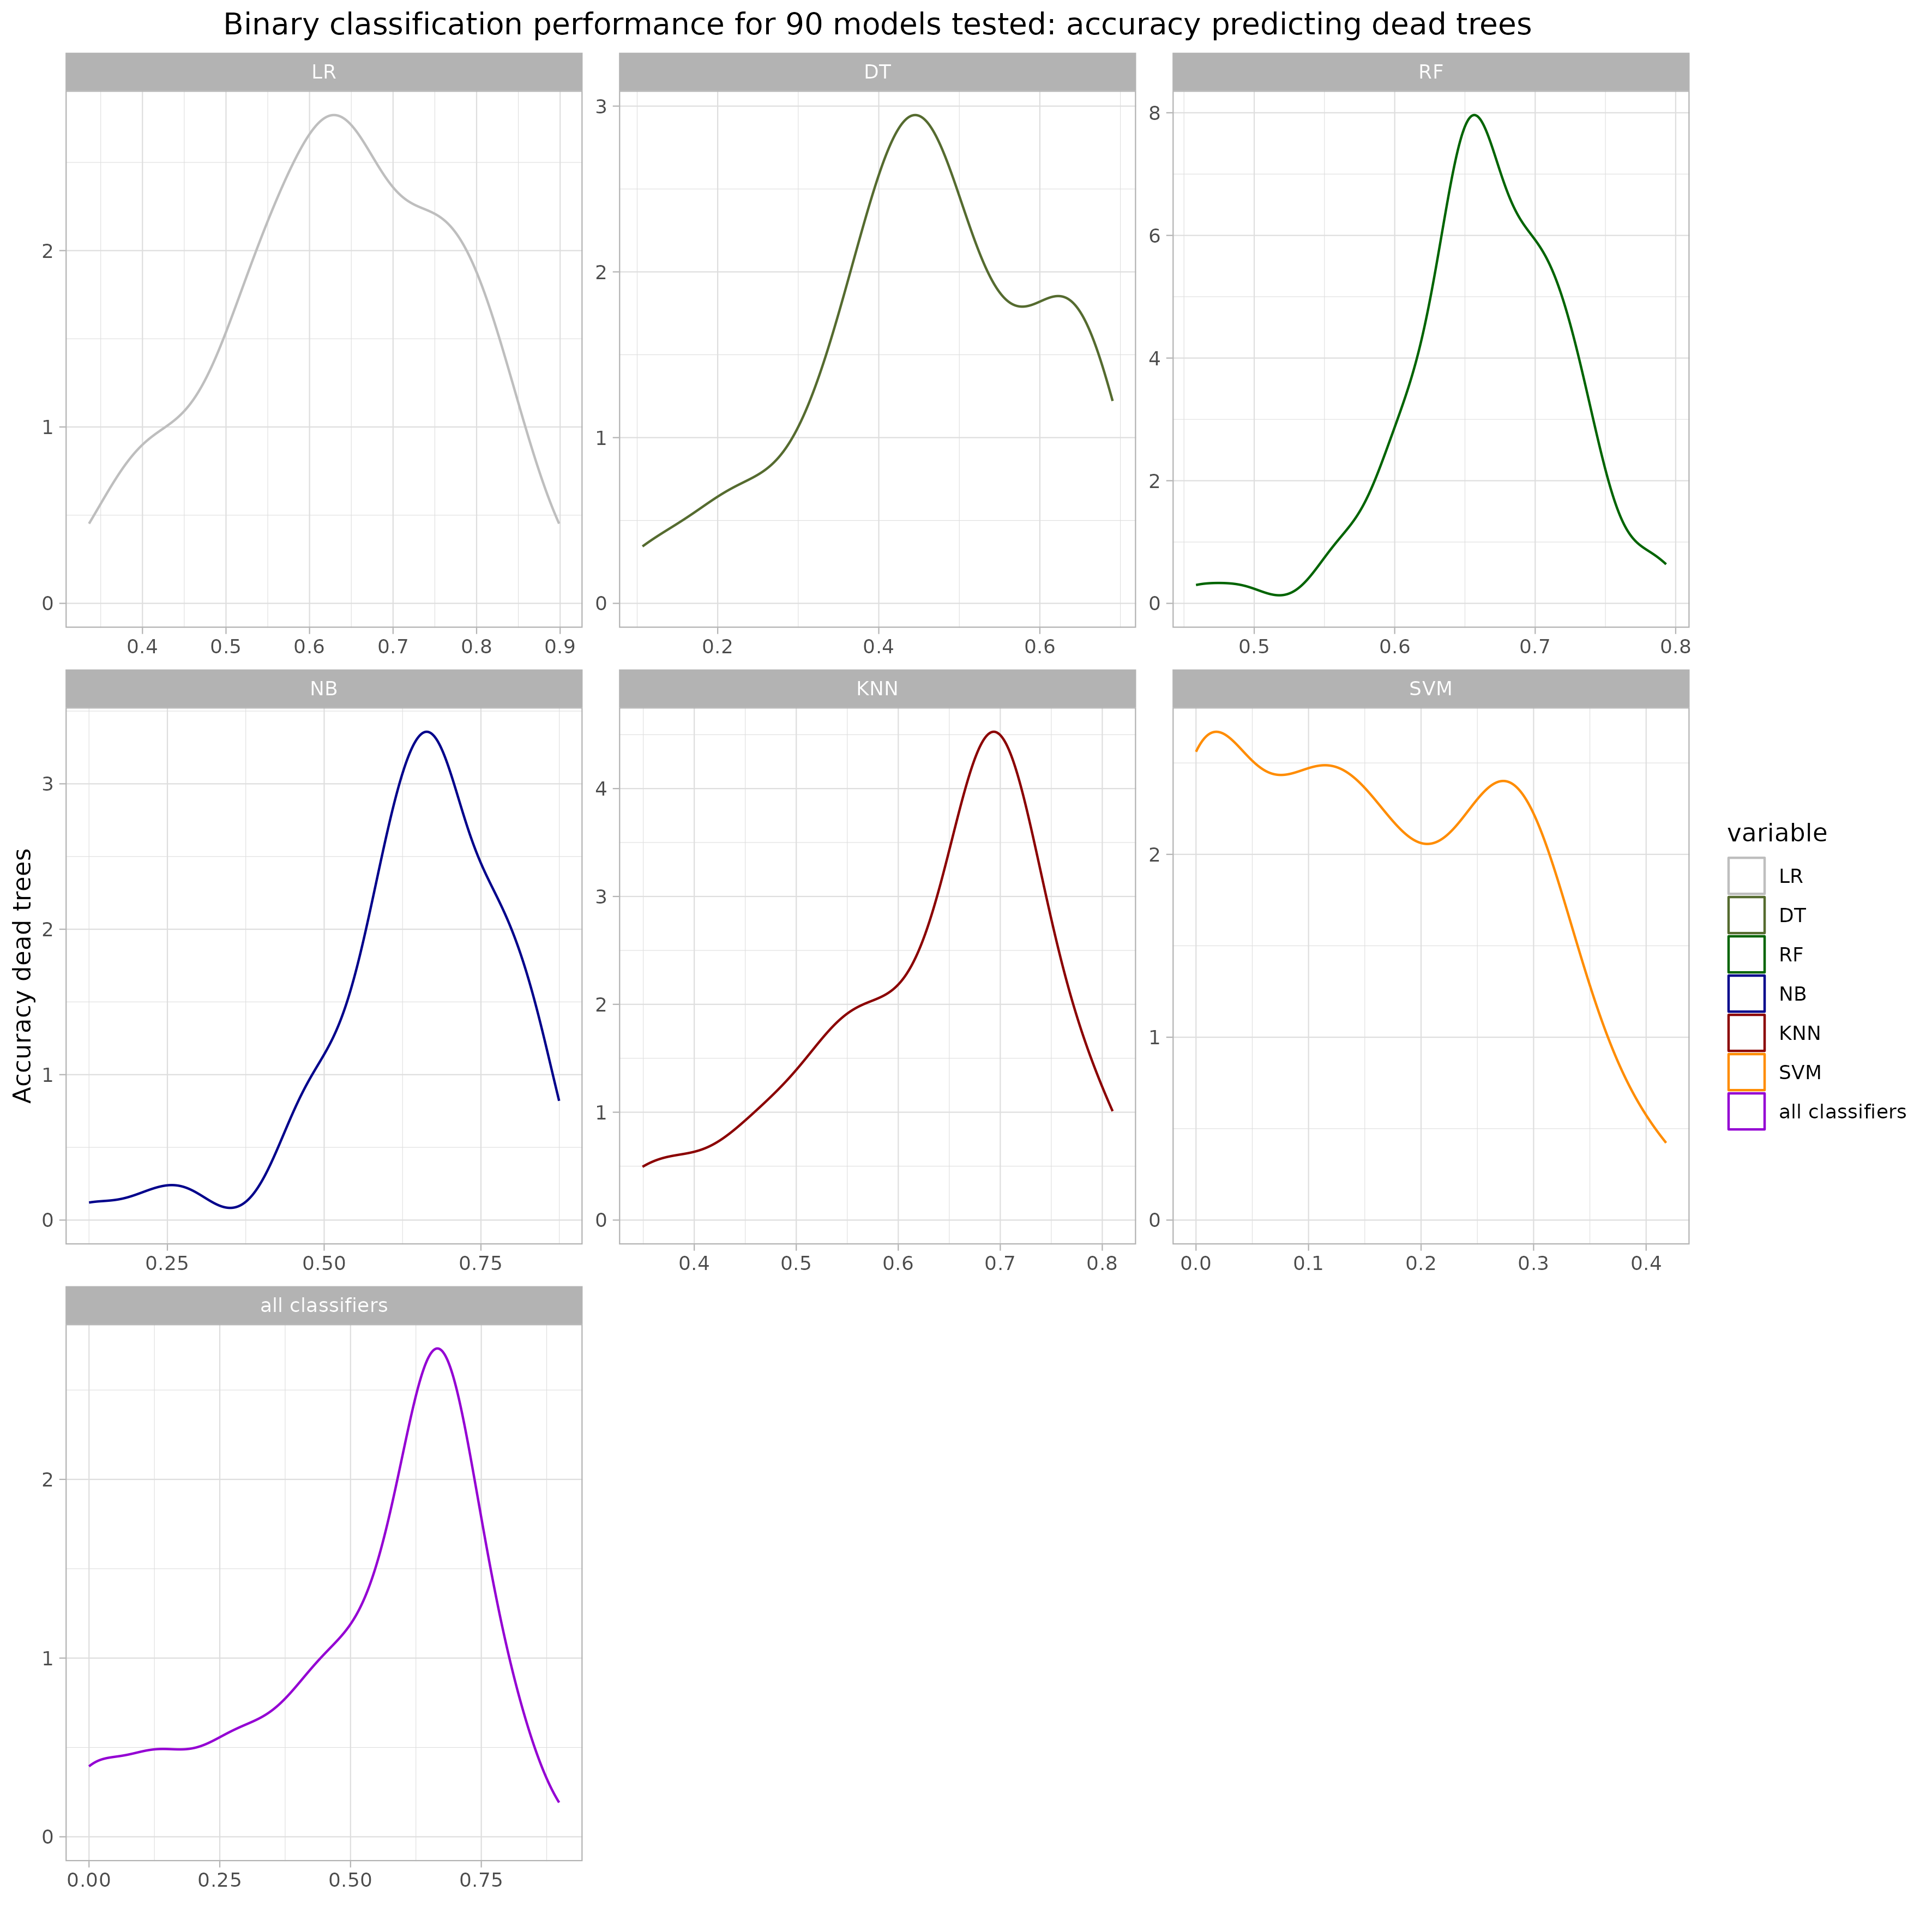 Binary classification performance for 90 models tested: accuracy predicting dead trees
LR
DT
RF
0
1
2
0.4 0.5 0.6 0.7 0.8 0.9
0
1
2
3
0.2 0.4 0.6
0
2
4
6
8
0.5 0.6 0.7 0.8
NB
KNN
SVM
0
1
2
3
0.25 0.50 0.75
0
1
2
3
4
0.4 0.5 0.6 0.7 0.8
0
1
2
0.0 0.1 0.2 0.3 0.4
all classifiers
0
1
2
0.00 0.25 0.50 0.75
Accuracy dead trees
variable
LR
DT
RF
NB
KNN
SVM
all classifiers